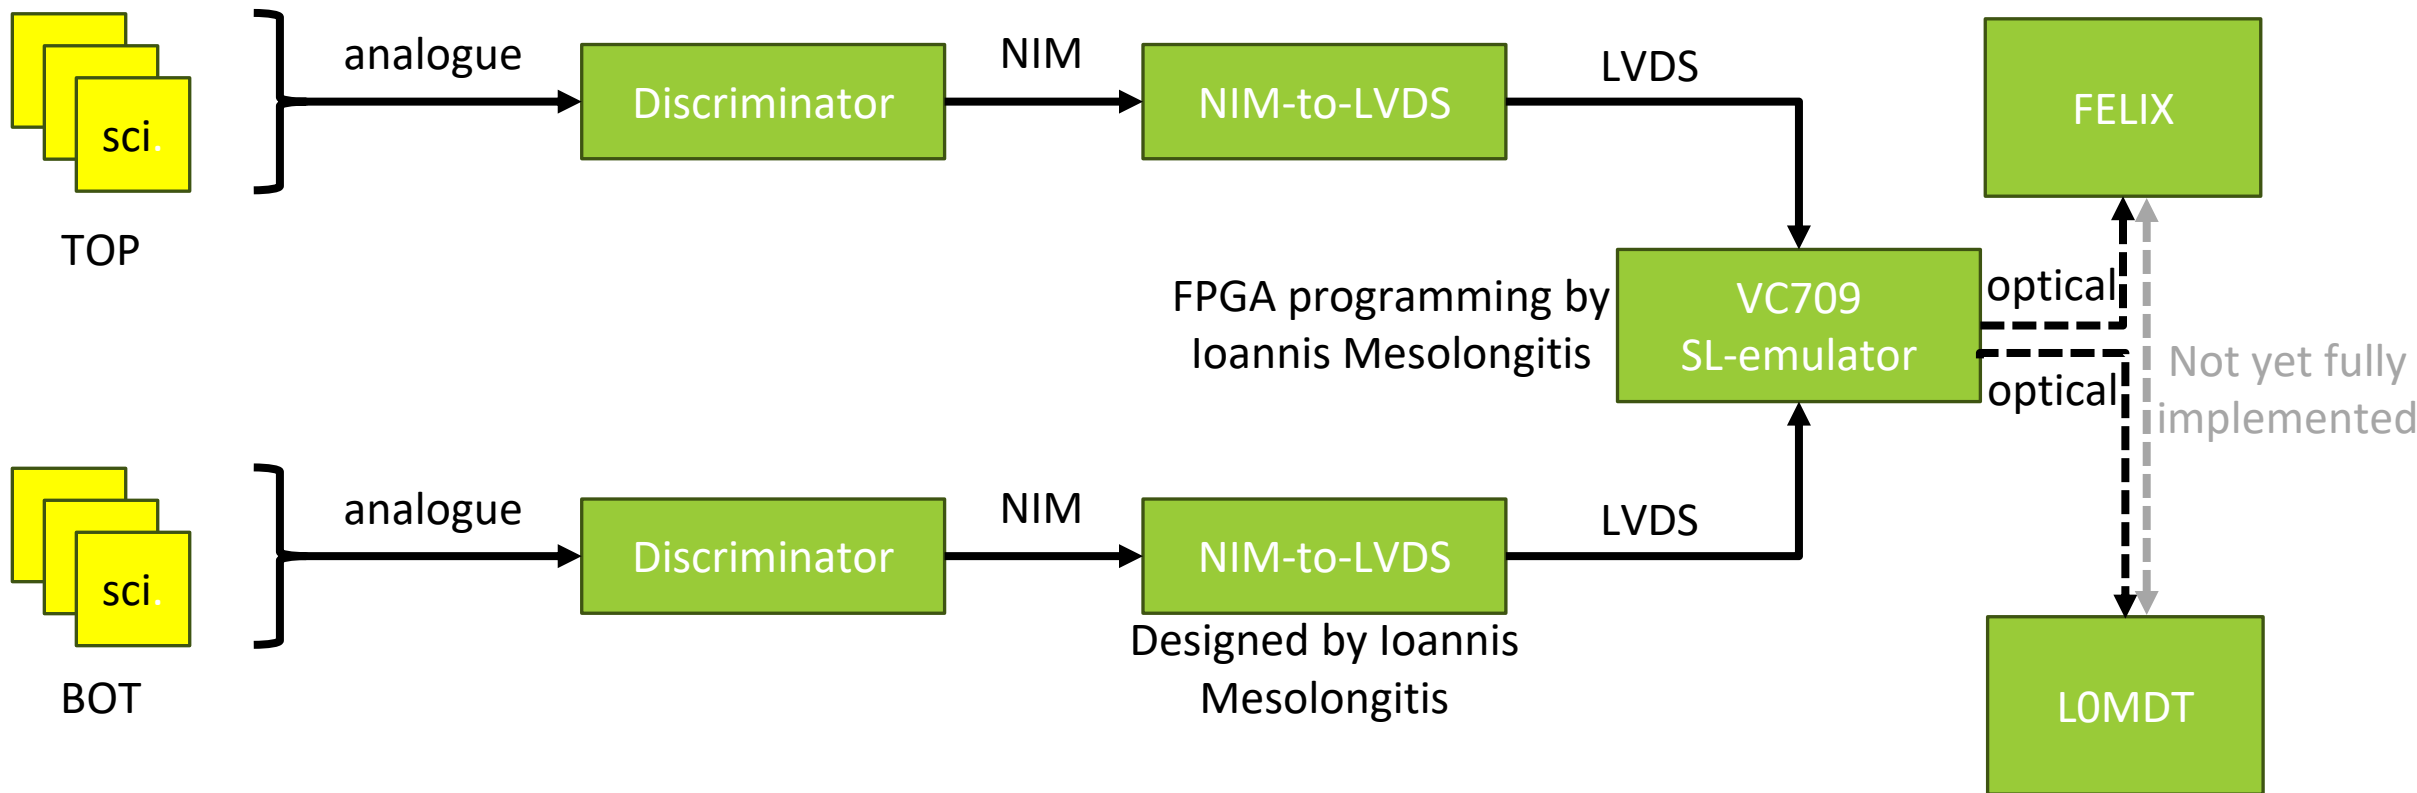 sci.
TOP
analogue
Discriminator
NIM
NIM-to-LVDS
LVDS
FELIX
FPGA programming by
Ioannis Mesolongitis
VC709
SL-emulator
optical
optical
Not yet fully
implemented
sci.
BOT
analogue
Discriminator
NIM
NIM-to-LVDS
LVDS
Designed by Ioannis
Mesolongitis
L0MDT